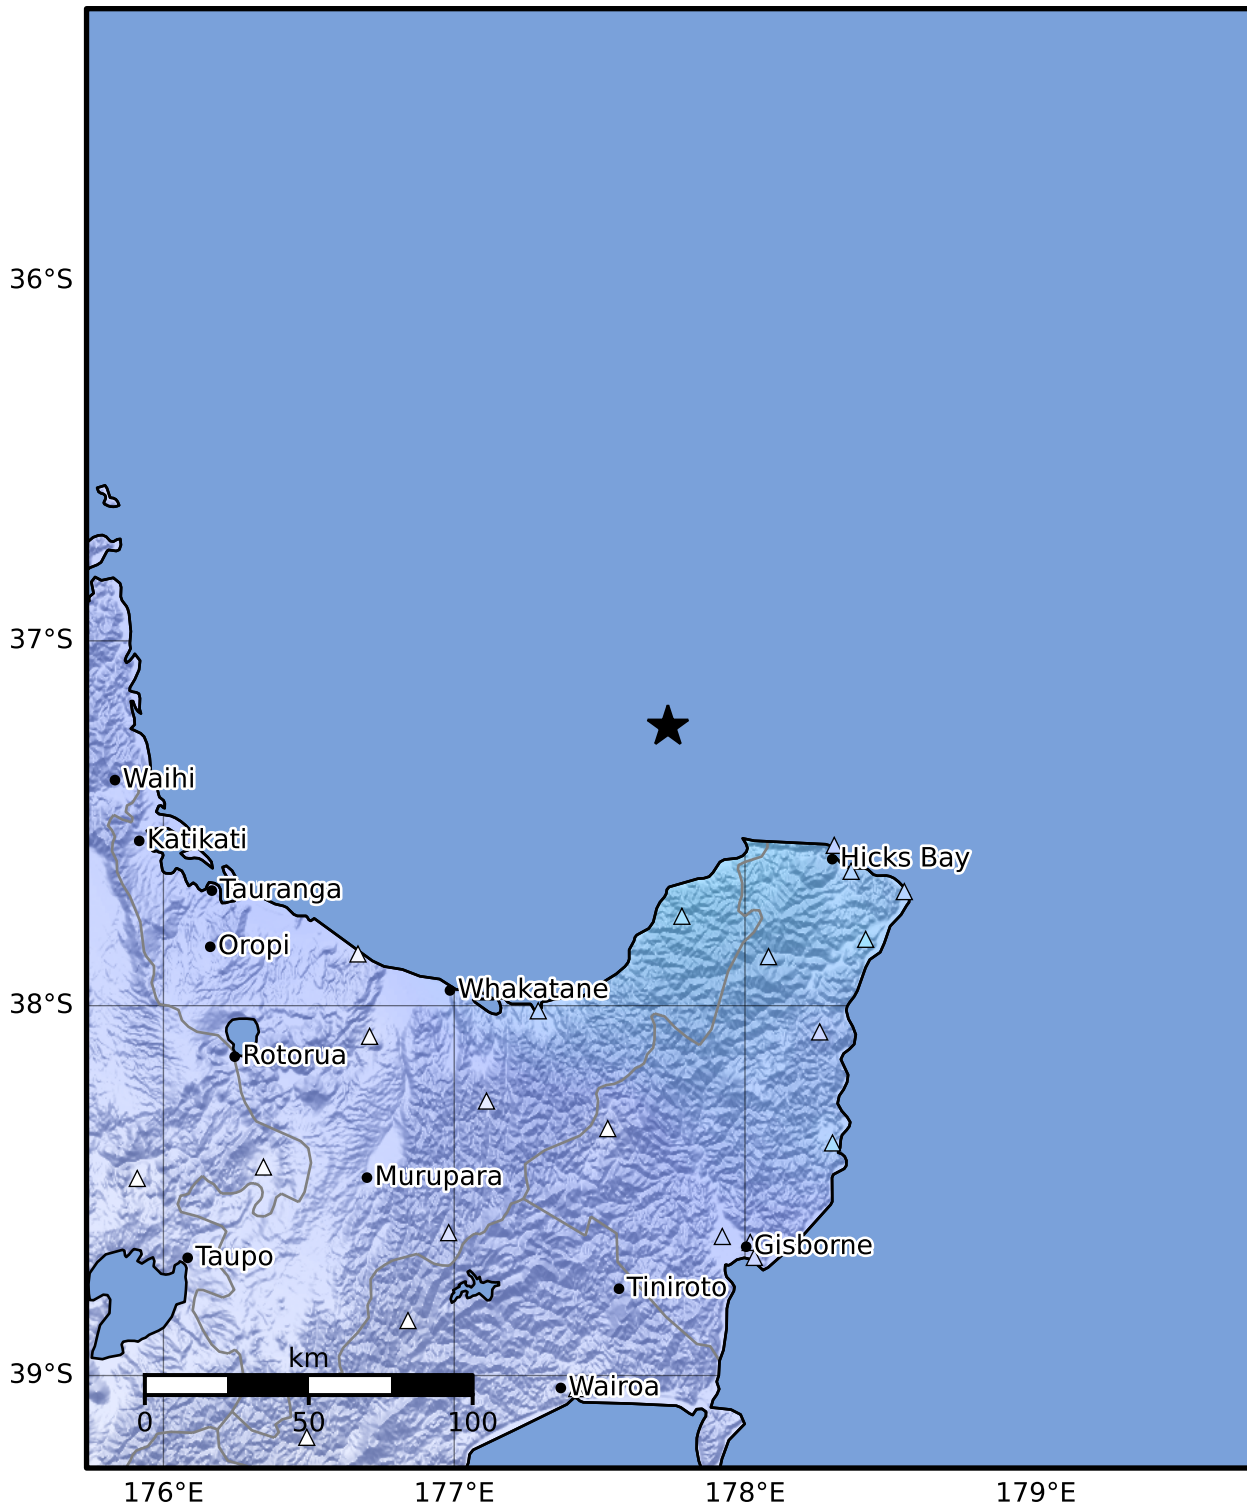 36°S
37°S
Waihi
Katikati
Hicks Bay
Tauranga
Oropi
Whakatane
38°S
Rotorua
Murupara
Gisborne
Taupo
Tiniroto
km
39°S
Wairoa
0 50 100
176°E 177°E 178°E 179°E